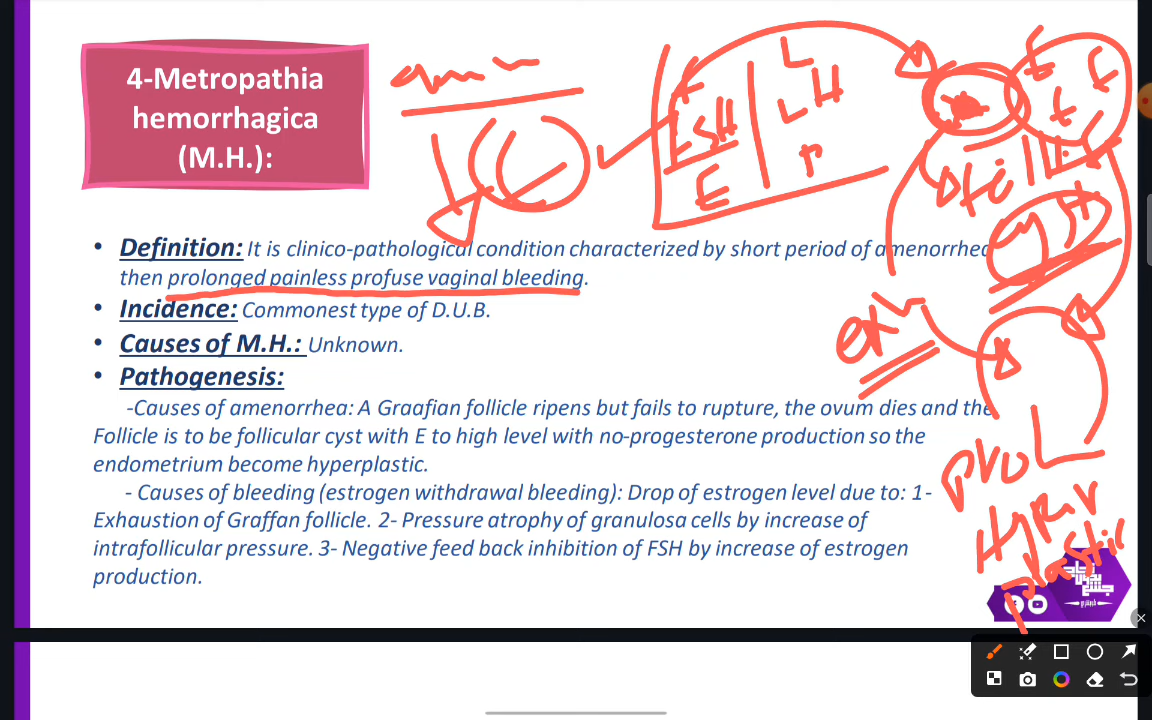 4-Metropathia
hemorrhagica
(M.H.):
FSH
E
L H
L
P
E
E
t
E
cyst
• Definition: It is clinico-pathological condition characterized by short period of amenorrhea
then prolonged painless profuse vaginal bleeding.
• Incidence: Commonest type of D.U.B.
• Causes of M.H.: Unknown.
• Pathogenesis:
-Causes of amenorrhea: A Graafian follicle ripens but fails to rupture, the ovum dies and the
Follicle is to be follicular cyst with E to high level with no-progesterone production so the
endometrium become hyperplastic.
- Causes of bleeding (estrogen withdrawal bleeding): Drop of estrogen level due to: 1-
Exhaustion of Graffan follicle. 2- Pressure atrophy of granulosa cells by increase of
intrafollicular pressure. 3- Negative feed back inhibition of FSH by increase of estrogen
production.
Hyper
plastic